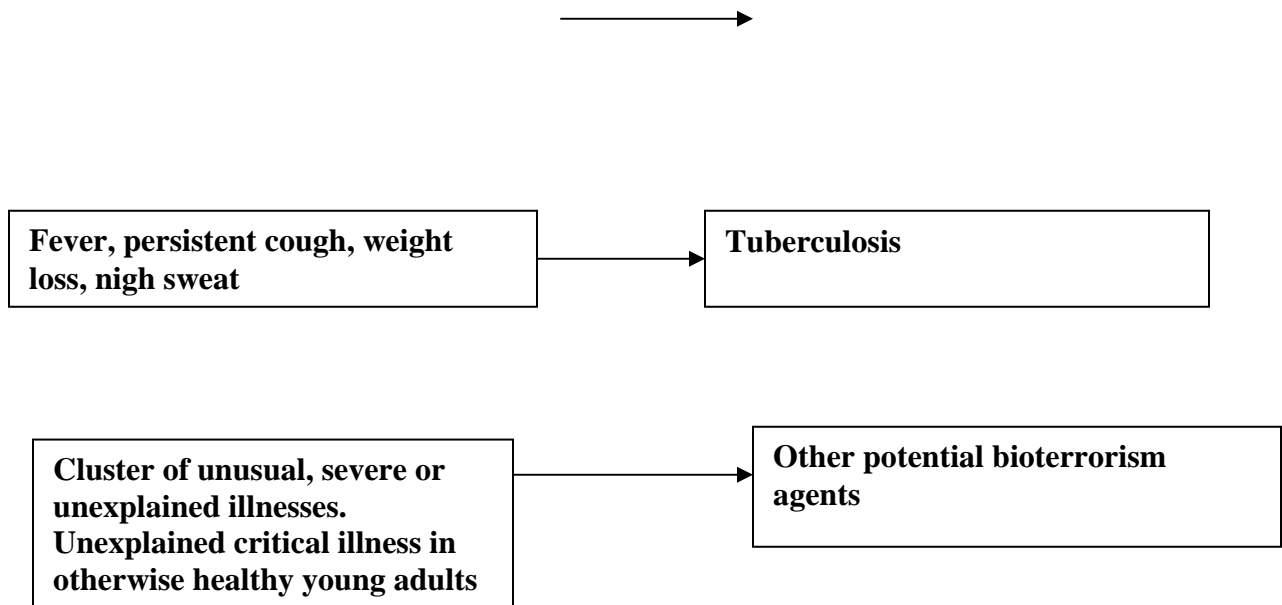 Fever, persistent cough, weight
loss, nigh sweat
Tuberculosis
Cluster of unusual, severe or
unexplained illnesses.
Unexplained critical illness in
otherwise healthy young adults
Other potential bioterrorism
agents